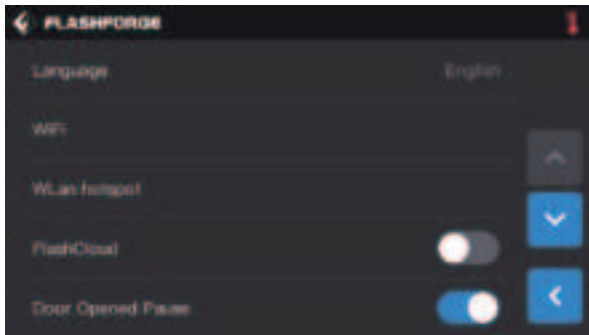 FLASHFORGE
Language English
WiFi
WLan hotspot
FlashCloud
Door Opened Pause